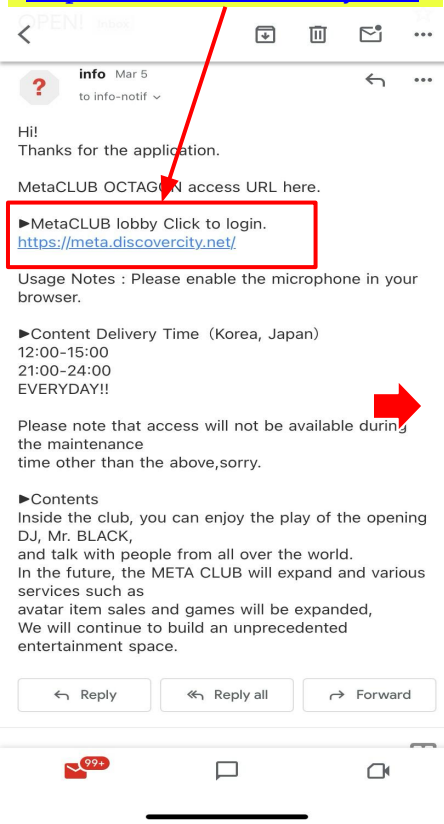 OPEN! Inbox
info Mar 5
to info-notif
Hi!
Thanks for the application.
MetaCLUB OCTAGON access URL here.
►MetaCLUB lobby Click to login.
https://meta.discovercity.net/
Usage Notes : Please enable the microphone in your
browser.
►Content Delivery Time（Korea, Japan）
12:00-15:00
21:00-24:00
EVERYDAY!!
Please note that access will not be available during
the maintenance
time other than the above,sorry.
►Contents
Inside the club, you can enjoy the play of the opening
DJ, Mr. BLACK,
and talk with people from all over the world.
In the future, the META CLUB will expand and various
services such as
avatar item sales and games will be expanded,
We will continue to build an unprecedented
entertainment space.
Reply
Reply all
Forward
99+